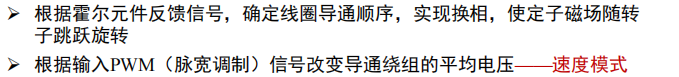 ➢ 根据霍尔元件反馈信号，确定线圈导通顺序，实现换相，使定子磁场随转
子跳跃旋转
➢ 根据输入PWM（脉宽调制）信号改变导通绕组的平均电压——速度模式